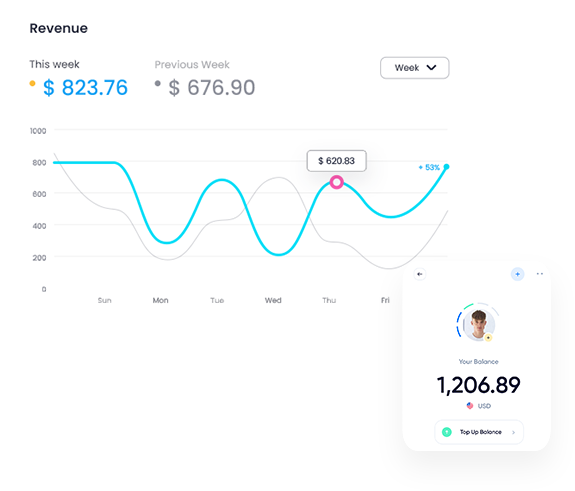 Revenue
This week
Previous Week
$ 823.76
$ 676.90
Week
1000
800
600
400
200
0
$ 620.83
+ 53%
Sun
Mon
Tue
Wed
Thu
Fri
Your Balance
1,206.89
USD
Top Up Balance